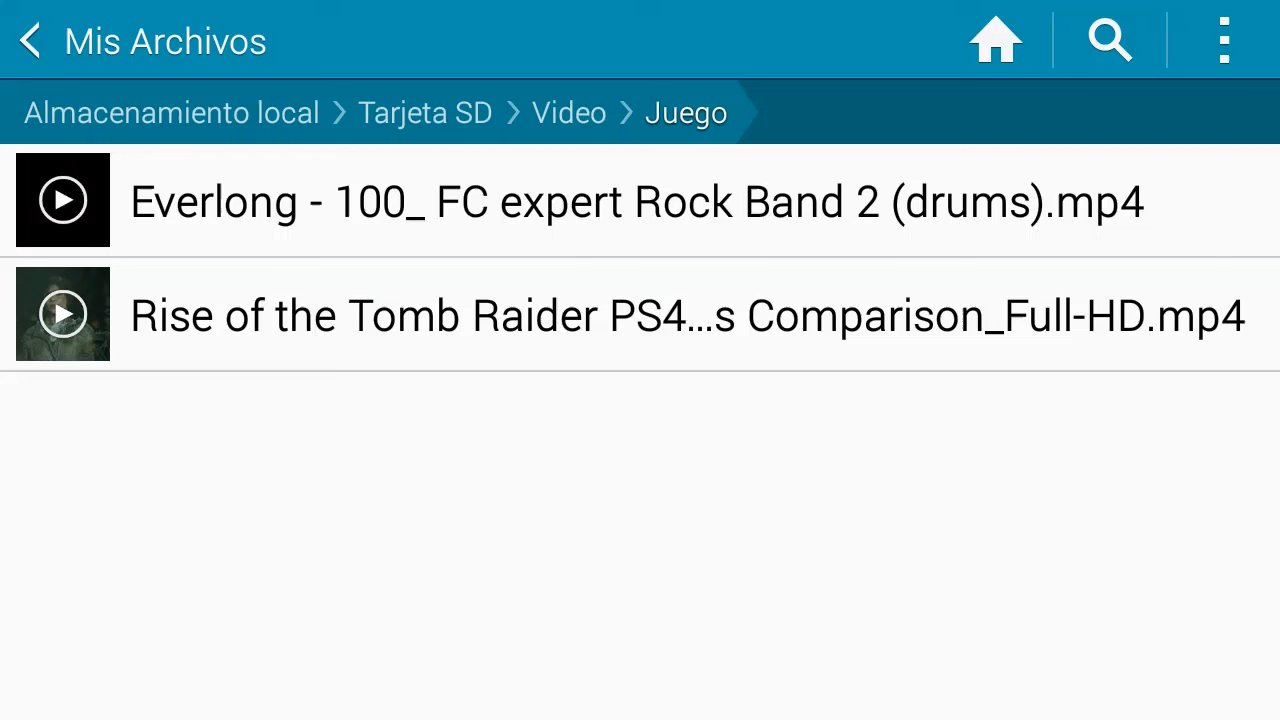 Mis Archivos
Almacenamiento local > Tarjeta SD > Video > Juego
Everlong - 100_ FC expert Rock Band 2 (drums).mp4
Rise of the Tomb Raider PS4...s Comparison_Full-HD.mp4